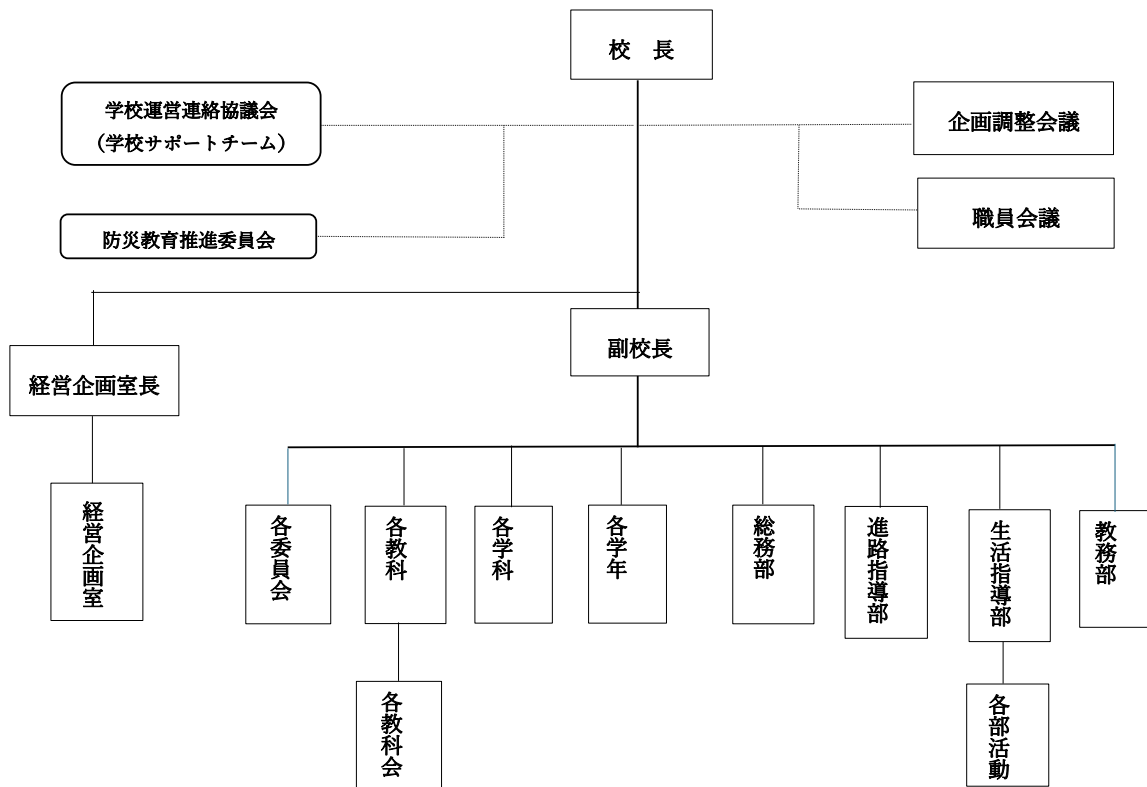 校 長
学校運営連絡協議会
（学校サポートチーム）
企画調整会議
防災教育推進委員会
職員会議
副校長
経営企画室長
経営企画室
各委員会
各教科
各学科
各学年
総務部
進路指導部
生活指導部
教務部
各教科会
各部活動